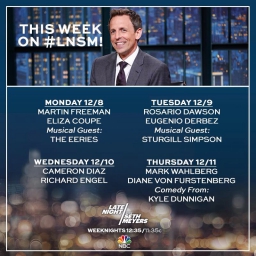 THIS WEEK
ON #LNSM!
MONDAY 12/8
MARTIN FREEMAN
ELIZA COUPE
Musical Guest:
THE EERIES
TUESDAY 12/9
ROSARIO DAWSON
EUGENIO DERBEZ
Musical Guest:
STURGILL SIMPSON
WEDNESDAY 12/10
CAMERON DIAZ
RICHARD ENGEL
THURSDAY 12/11
MARK WAHLBERG
DIANE VON FURSTENBERG
Comedy From:
KYLE DUNNIGAN
LATE NIGHT SETH MEYERS
WEEKNIGHTS 12:35/11:35c
NBC